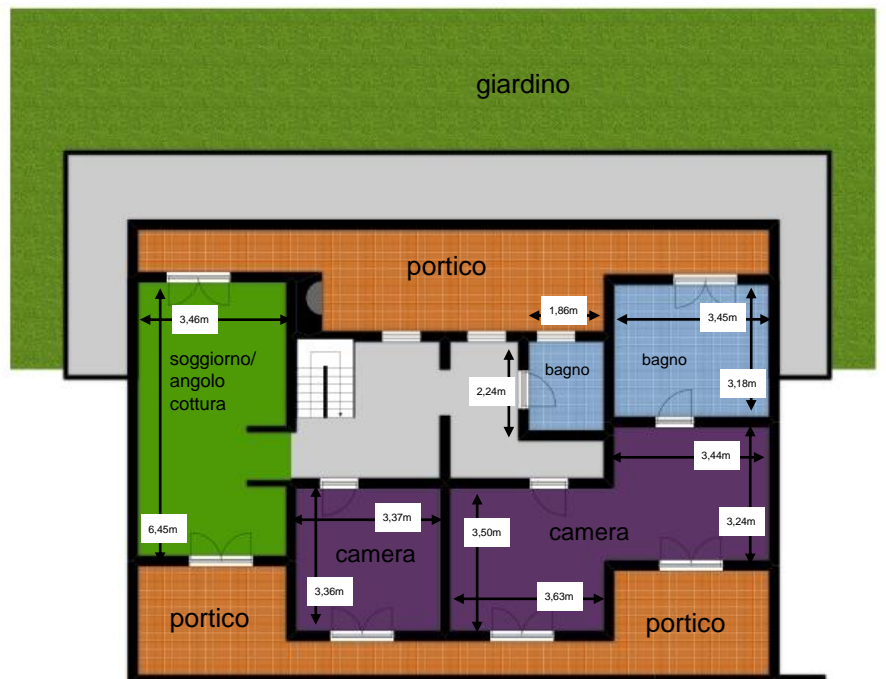 giardino
portico
1,86m
3,46m
3,45m
soggiorno/
angolo
cottura
bagno
bagno
2,24m
3,18m
3,44m
6,45m
3,37m
3,50m
camera
3,24m
camera
3,36m
3,63m
portico
portico